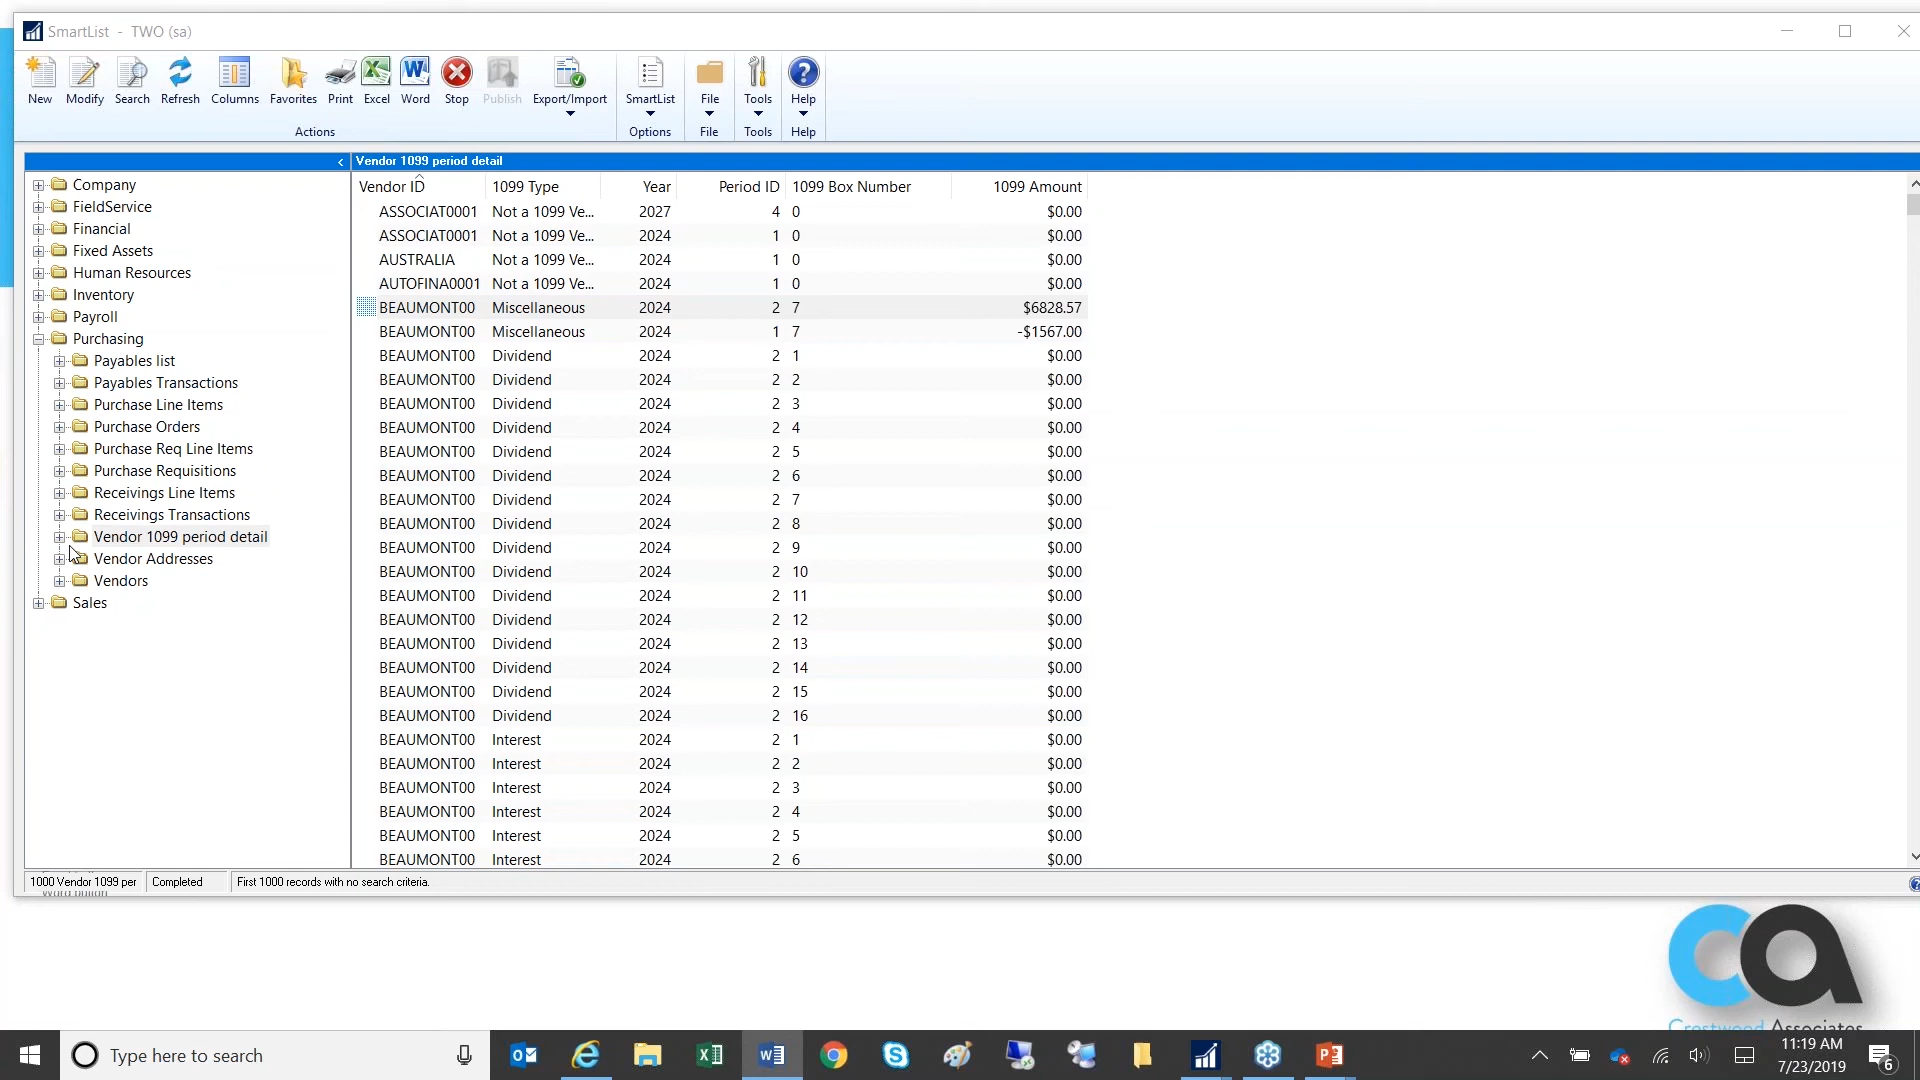 SmartList - TWO (sa)
New Modify Search Refresh Columns Favorites Print Excel Word Stop Publish Export/Import SmartList File Tools Help
Actions Options File Tools Help
< Vendor 1099 period detail
Company
FieldService
Financial
Fixed Assets
Human Resources
Inventory
Payroll
Purchasing
Payables list
Payables Transactions
Purchase Line Items
Purchase Orders
Purchase Req Line Items
Purchase Requisitions
Receivings Line Items
Receivings Transactions
Vendor 1099 period detail
Vendor Addresses
Vendors
Sales
Vendor ID 1099 Type Year Period ID 1099 Box Number 1099 Amount
ASSOCIAT0001 Not a 1099 Ve... 2027 4 0 $0.00
ASSOCIAT0001 Not a 1099 Ve... 2024 1 0 $0.00
AUSTRALIA Not a 1099 Ve... 2024 1 0 $0.00
AUTOFINA0001 Not a 1099 Ve... 2024 1 0 $0.00
BEAUMONT00 Miscellaneous 2024 2 7 $6828.57
BEAUMONT00 Miscellaneous 2024 1 7 -$1567.00
BEAUMONT00 Dividend 2024 2 1 $0.00
BEAUMONT00 Dividend 2024 2 2 $0.00
BEAUMONT00 Dividend 2024 2 3 $0.00
BEAUMONT00 Dividend 2024 2 4 $0.00
BEAUMONT00 Dividend 2024 2 5 $0.00
BEAUMONT00 Dividend 2024 2 6 $0.00
BEAUMONT00 Dividend 2024 2 7 $0.00
BEAUMONT00 Dividend 2024 2 8 $0.00
BEAUMONT00 Dividend 2024 2 9 $0.00
BEAUMONT00 Dividend 2024 2 10 $0.00
BEAUMONT00 Dividend 2024 2 11 $0.00
BEAUMONT00 Dividend 2024 2 12 $0.00
BEAUMONT00 Dividend 2024 2 13 $0.00
BEAUMONT00 Dividend 2024 2 14 $0.00
BEAUMONT00 Dividend 2024 2 15 $0.00
BEAUMONT00 Dividend 2024 2 16 $0.00
BEAUMONT00 Interest 2024 2 1 $0.00
BEAUMONT00 Interest 2024 2 2 $0.00
BEAUMONT00 Interest 2024 2 3 $0.00
BEAUMONT00 Interest 2024 2 4 $0.00
BEAUMONT00 Interest 2024 2 5 $0.00
BEAUMONT00 Interest 2024 2 6 $0.00
1000 Vendor 1099 per Completed First 1000 records with no search criteria.
ca
Crestwood Associates
Type here to search
11:19 AM
7/23/2019
6